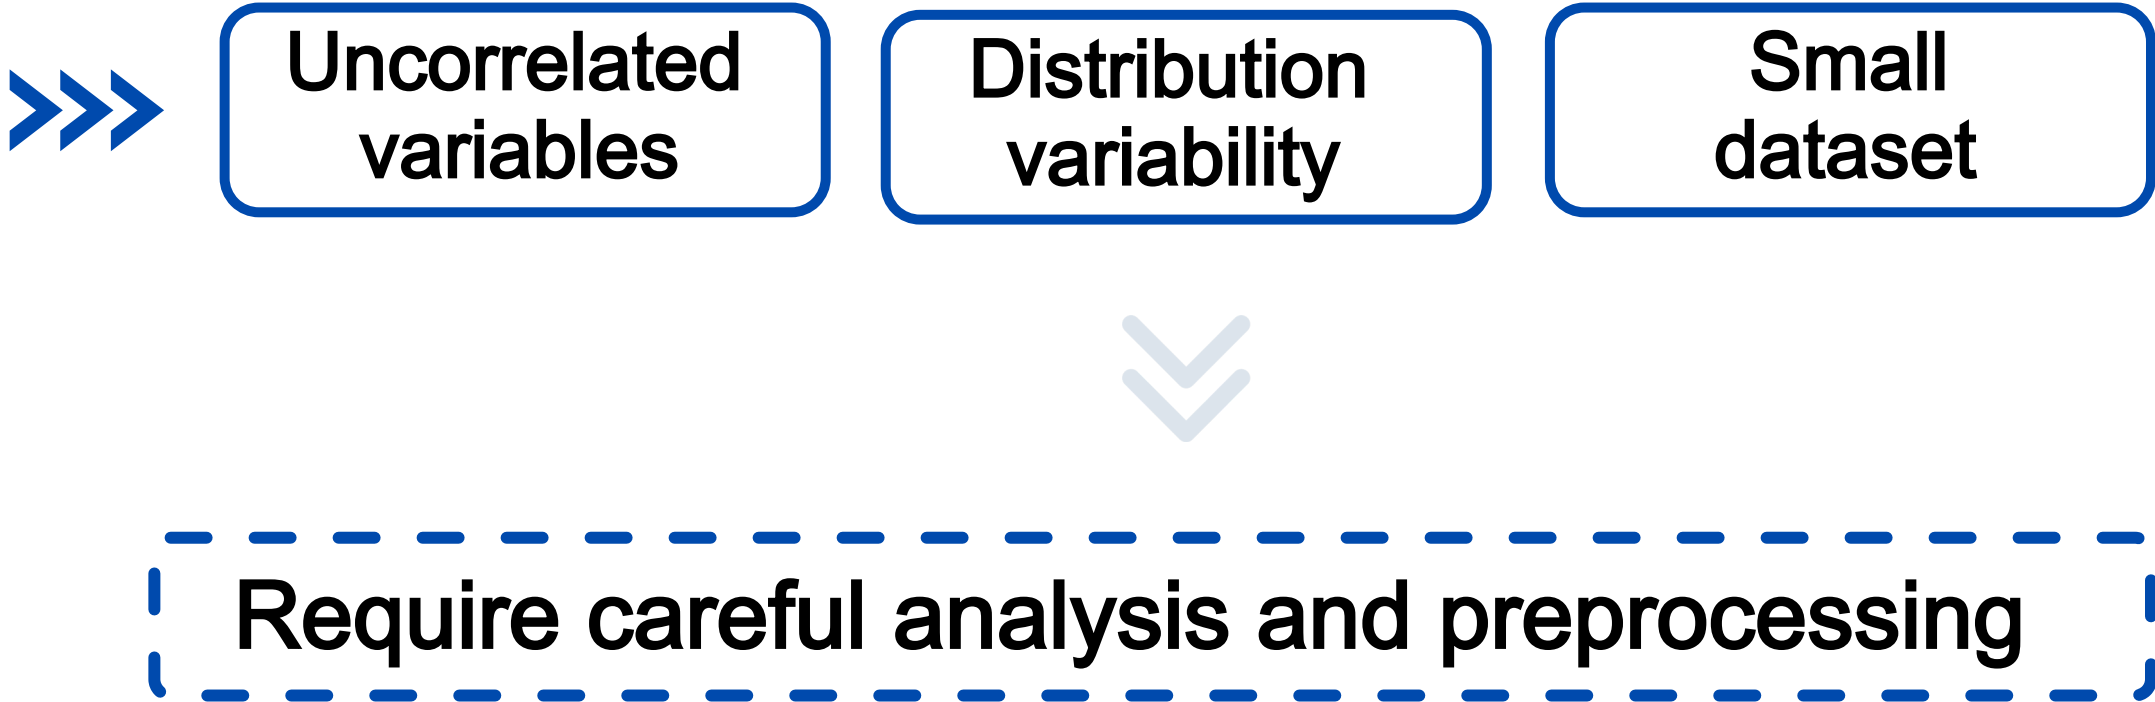 Uncorrelated
variables
Distribution
variability
Small
dataset
Require careful analysis and preprocessing